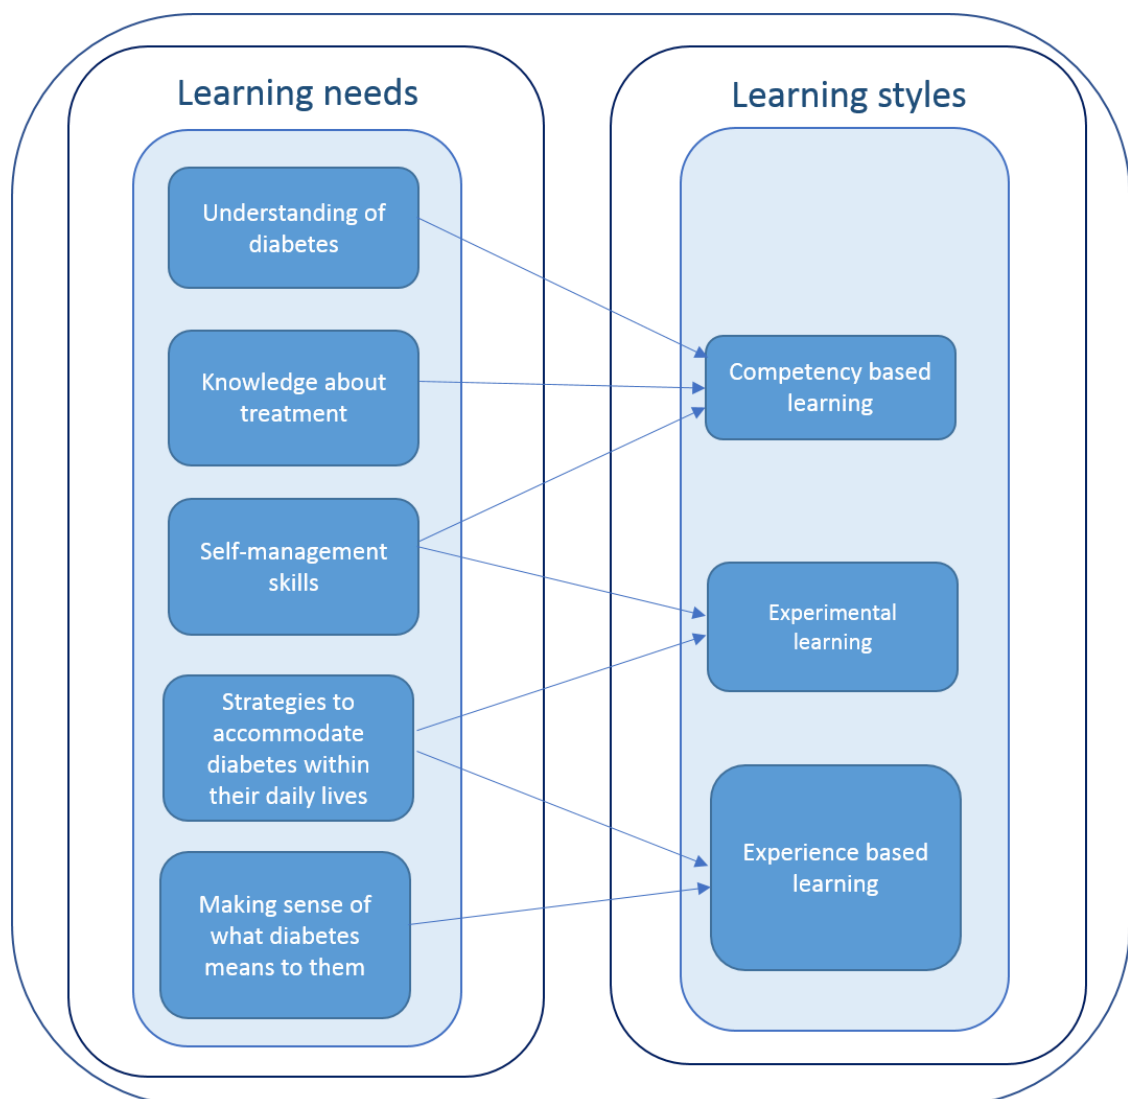 Learning needs
Understanding of
diabetes
Knowledge about
treatment
Self-management
skills
Strategies to
accommodate
diabetes within
their daily lives
Making sense of
what diabetes
means to them
Learning styles
Competency based
learning
Experimental
learning
Experience based
learning